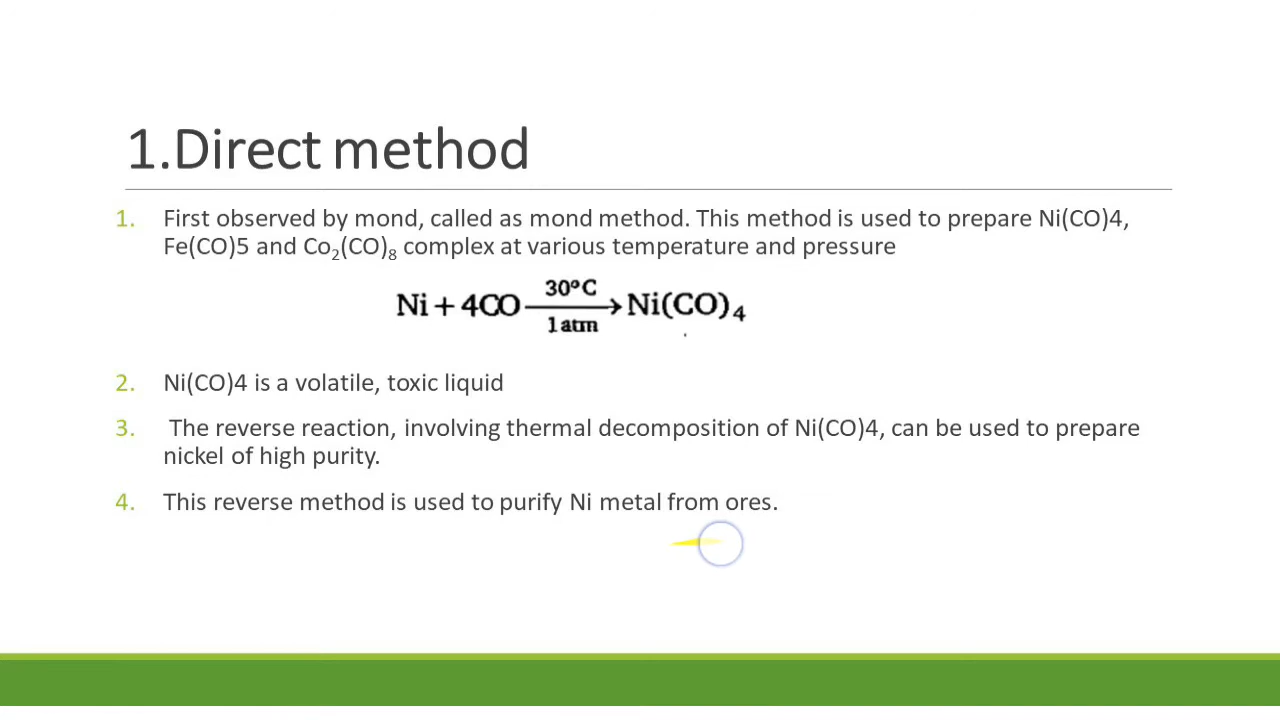 1.Direct method
1. First observed by mond, called as mond method. This method is used to prepare Ni(CO)4,
Fe(CO)5 and Co₂(CO)₈ complex at various temperature and pressure
30°C
Ni + 4CO → Ni(CO)₄
1 atm
2. Ni(CO)4 is a volatile, toxic liquid
3. The reverse reaction, involving thermal decomposition of Ni(CO)4, can be used to prepare
nickel of high purity.
4. This reverse method is used to purify Ni metal from ores.